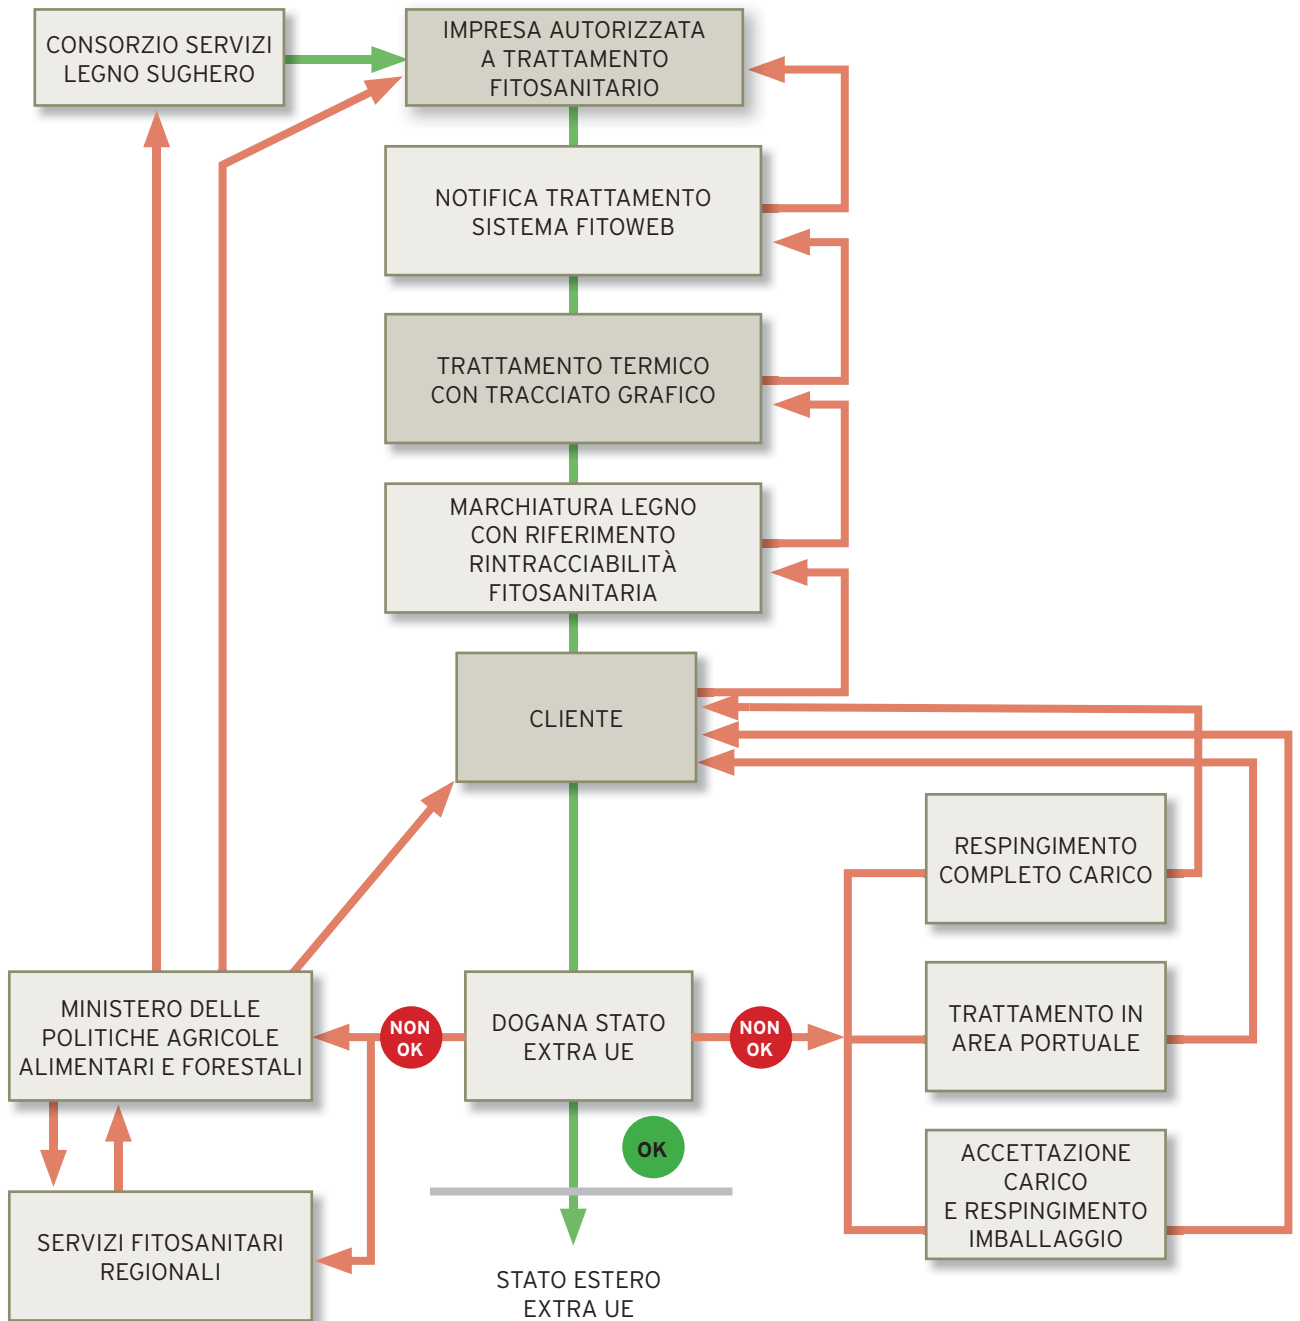 CONSORZIO SERVIZI
LEGNO SUGHERO
IMPRESA AUTORIZZATA
A TRATTAMENTO
FITOSANITARIO
NOTIFICA TRATTAMENTO
SISTEMA FITOWEB
TRATTAMENTO TERMICO
CON TRACCIATO GRAFICO
MARCHIATURA LEGNO
CON RIFERIMENTO
RINTRACCIABILITÀ
FITOSANITARIA
CLIENTE
RESPINGIMENTO
COMPLETO CARICO
MINISTERO DELLE
POLITICHE AGRICOLE
ALIMENTARI E FORESTALI
NON
OK
DOGANA STATO
EXTRA UE
NON
OK
TRATTAMENTO IN
AREA PORTUALE
OK
ACCETTAZIONE
CARICO
E RESPINGIMENTO
IMBALLAGGIO
SERVIZI FITOSANITARI
REGIONALI
STATO ESTERO
EXTRA UE